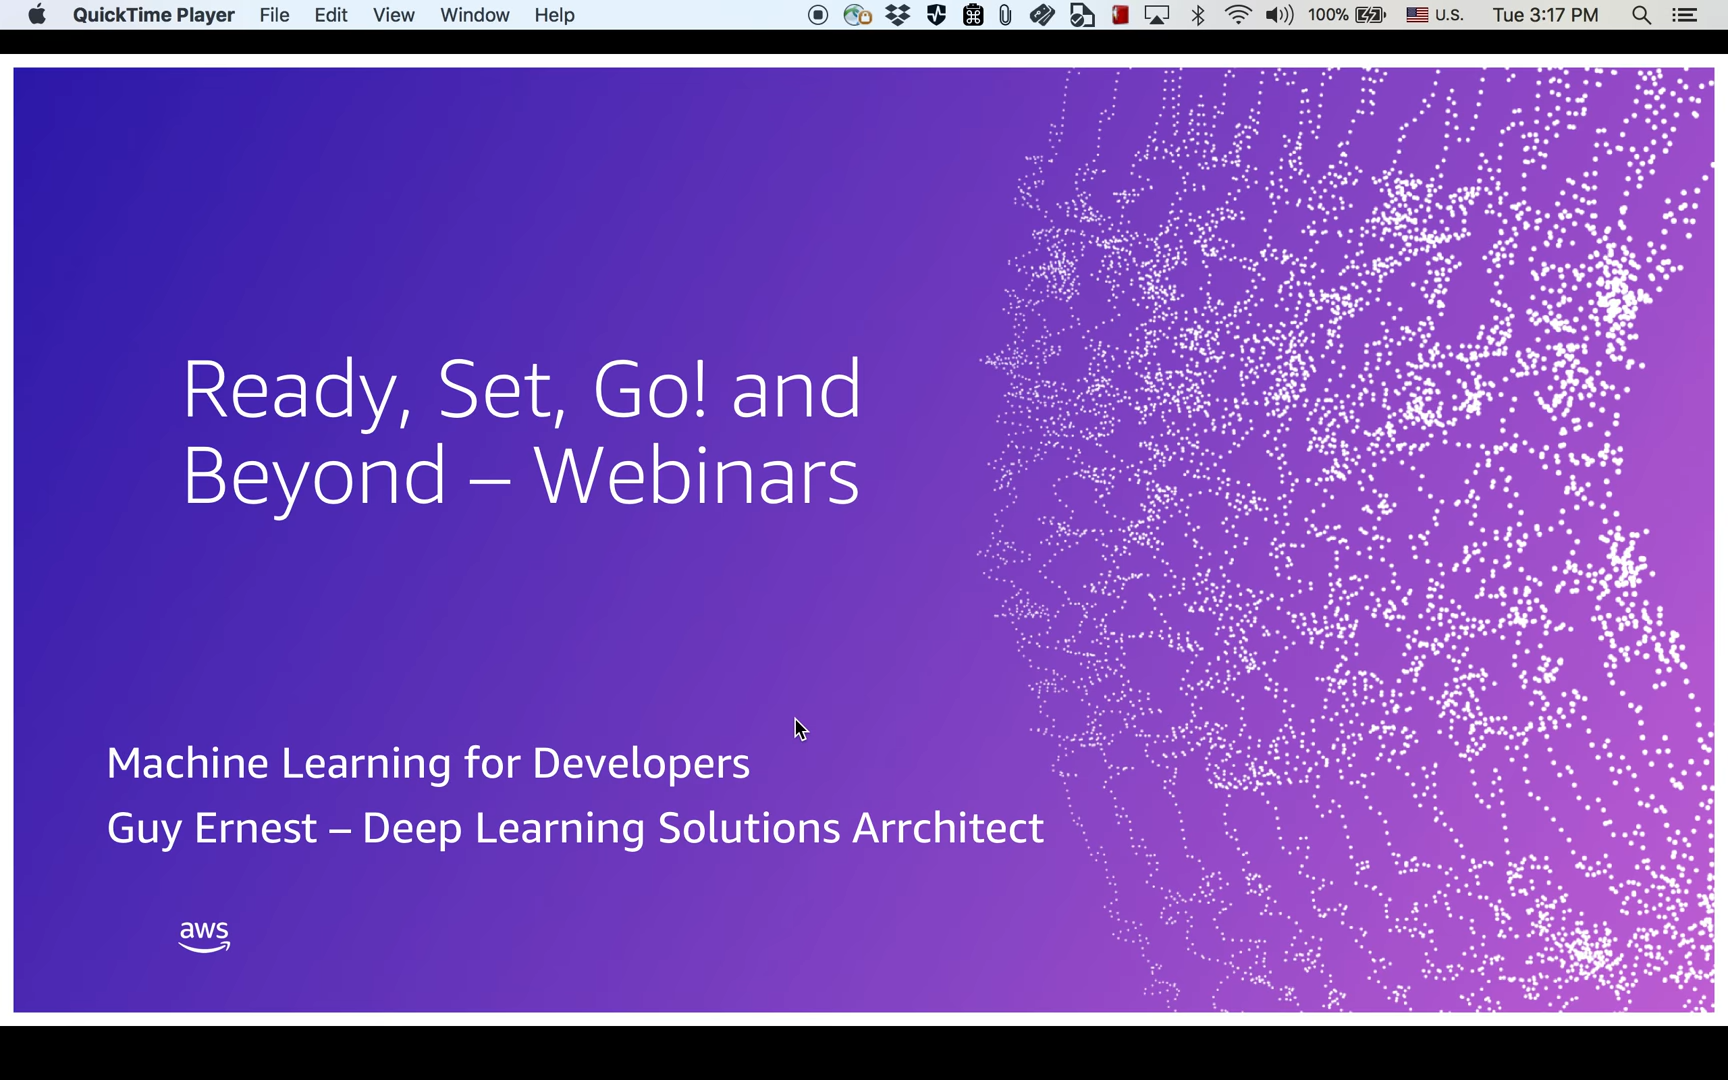 QuickTime Player File Edit View Window Help 100% U.S. Tue 3:17 PM
Ready, Set, Go! and
Beyond – Webinars
Machine Learning for Developers
Guy Ernest – Deep Learning Solutions Arrchitect
aws